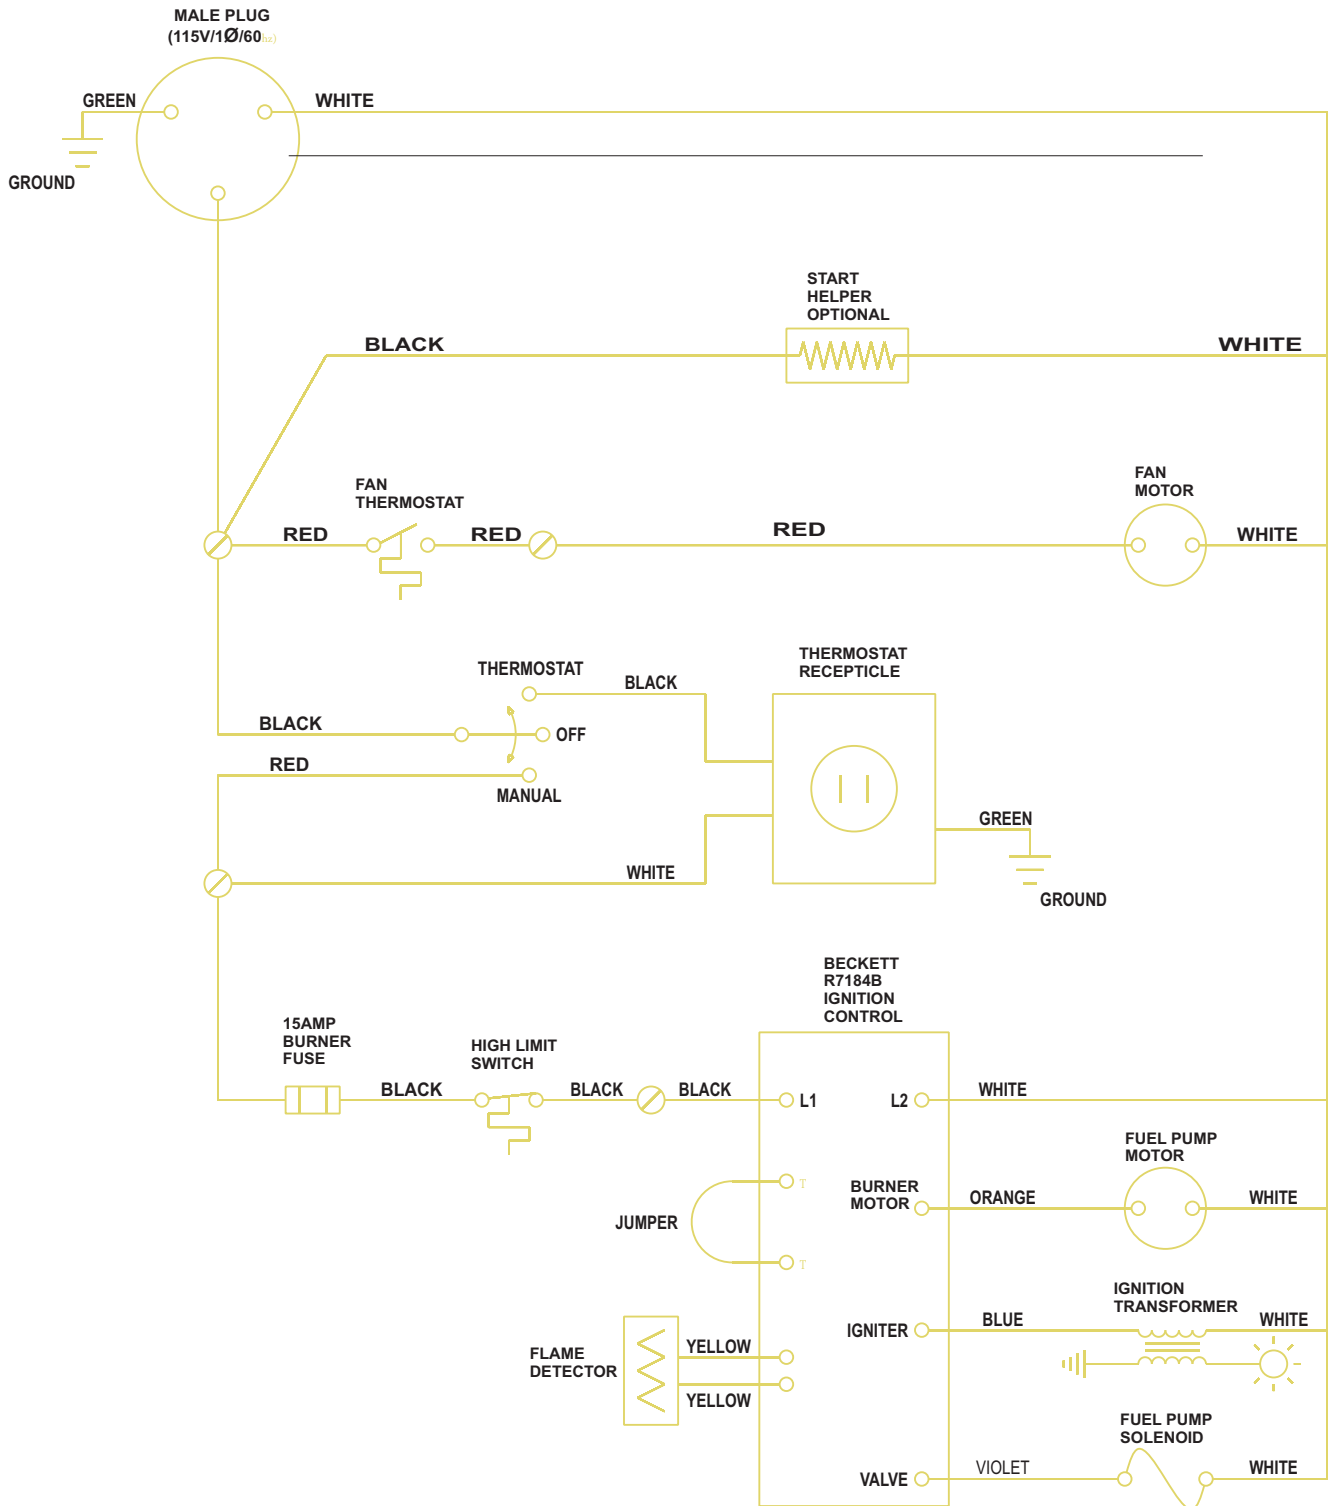 MALE PLUG
(115V/1Ø/60hz)
GREEN
WHITE
GROUND
START
HELPER
OPTIONAL
BLACK
WHITE
FAN
THERMOSTAT
FAN
MOTOR
RED
RED
RED
WHITE
THERMOSTAT
RECEPTICLE
THERMOSTAT
BLACK
BLACK
OFF
RED
MANUAL
GREEN
WHITE
GROUND
BECKETT
R7184B
IGNITION
CONTROL
15AMP
BURNER
FUSE
HIGH LIMIT
SWITCH
BLACK
BLACK
BLACK
L1
L2
WHITE
FUEL PUMP
MOTOR
T
BURNER
MOTOR
ORANGE
WHITE
JUMPER
T
IGNITION
TRANSFORMER
IGNITER
BLUE
WHITE
FLAME
DETECTOR
YELLOW
YELLOW
FUEL PUMP
SOLENOID
VALVE
VIOLET
WHITE